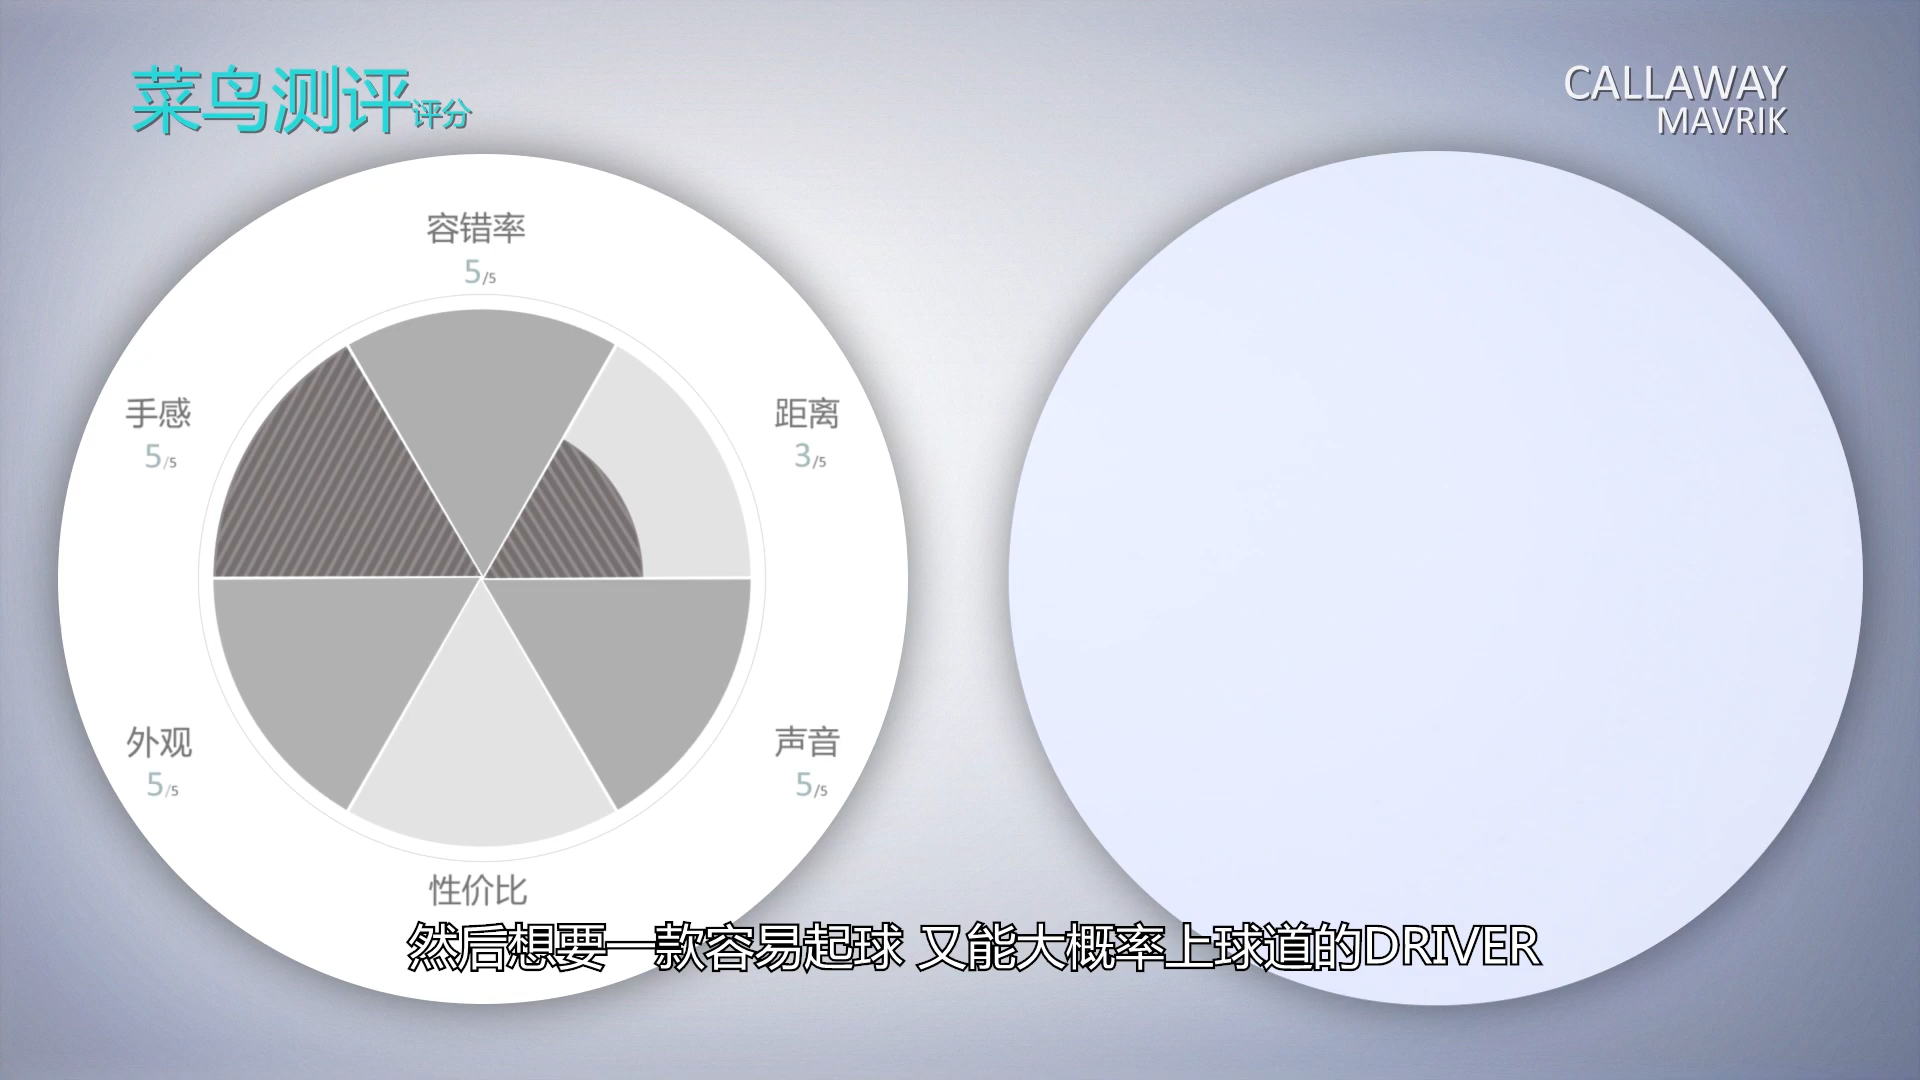 菜鸟测评评分
CALLAWAY
MAVRIK
容错率
5/5
手感
5/5
距离
3/5
外观
5/5
声音
5/5
性价比
然后想要一款容易起球 又能大概率上球道的DRIVER